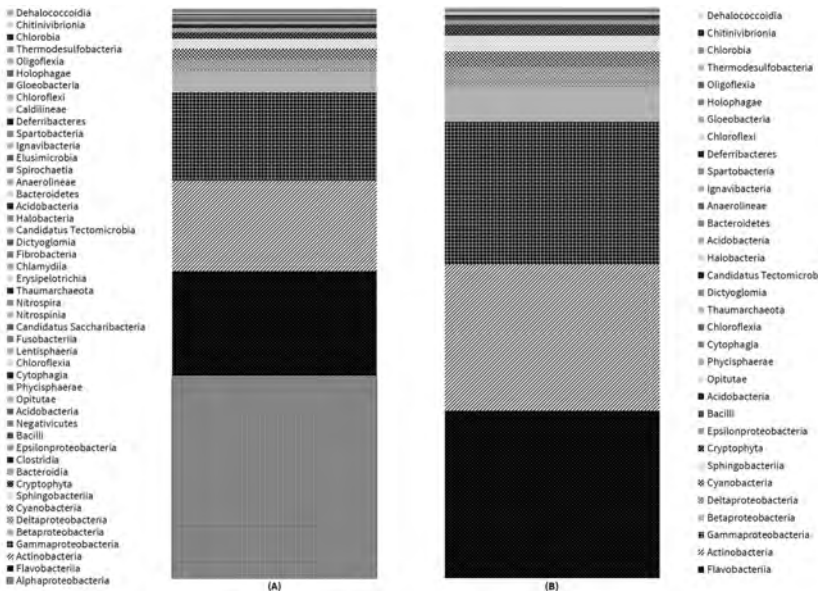 Dehalococcoidia
Chitinivibrionia
Chlorobia
Thermodesulfobacteria
Oligoflexia
Holophagae
Gloeobacteria
Chloroflexi
Caldilineae
Deferribacteres
Spartobacteria
Ignavibacteria
Elusimicrobia
Spirochaetia
Anaerolineae
Bacteroidetes
Acidobacteria
Halobacteria
Candidatus Tectomicrobia
Dictyoglomia
Fibrobacteria
Chlamydiia
Erysipelotrichia
Thaumarchaeota
Nitrospira
Nitrospinia
Candidatus Saccharibacteria
Fusobacteriia
Lentisphaeria
Chloroflexia
Cytophagia
Phycisphaerae
Opitutae
Acidobacteria
Negativicutes
Bacilli
Epsilonproteobacteria
Clostridia
Bacteroidia
Cryptophyta
Sphingobacteriia
Cyanobacteria
Deltaproteobacteria
Betaproteobacteria
Gammaproteobacteria
Actinobacteria
Flavobacteriia
Alphaproteobacteria
(A)
(B)
Dehalococcoidia
Chitinivibrionia
Chlorobia
Thermodesulfobacteria
Oligoflexia
Holophagae
Gloeobacteria
Chloroflexi
Deferribacteres
Spartobacteria
Ignavibacteria
Anaerolineae
Bacteroidetes
Acidobacteria
Halobacteria
Candidatus Tectomicrob
Dictyoglomia
Thaumarchaeota
Chloroflexia
Cytophagia
Phycisphaerae
Opitutae
Acidobacteria
Bacilli
Epsilonproteobacteria
Cryptophyta
Sphingobacteriia
Cyanobacteria
Deltaproteobacteria
Betaproteobacteria
Gammaproteobacteria
Actinobacteria
Flavobacteriia